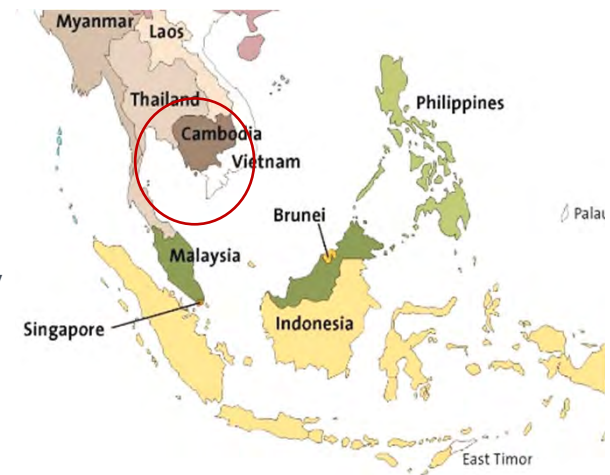 Myanmar
Laos
Thailand
Philippines
Cambodia
Vietnam
Brunei
Palau
Malaysia
Singapore
Indonesia
East Timor